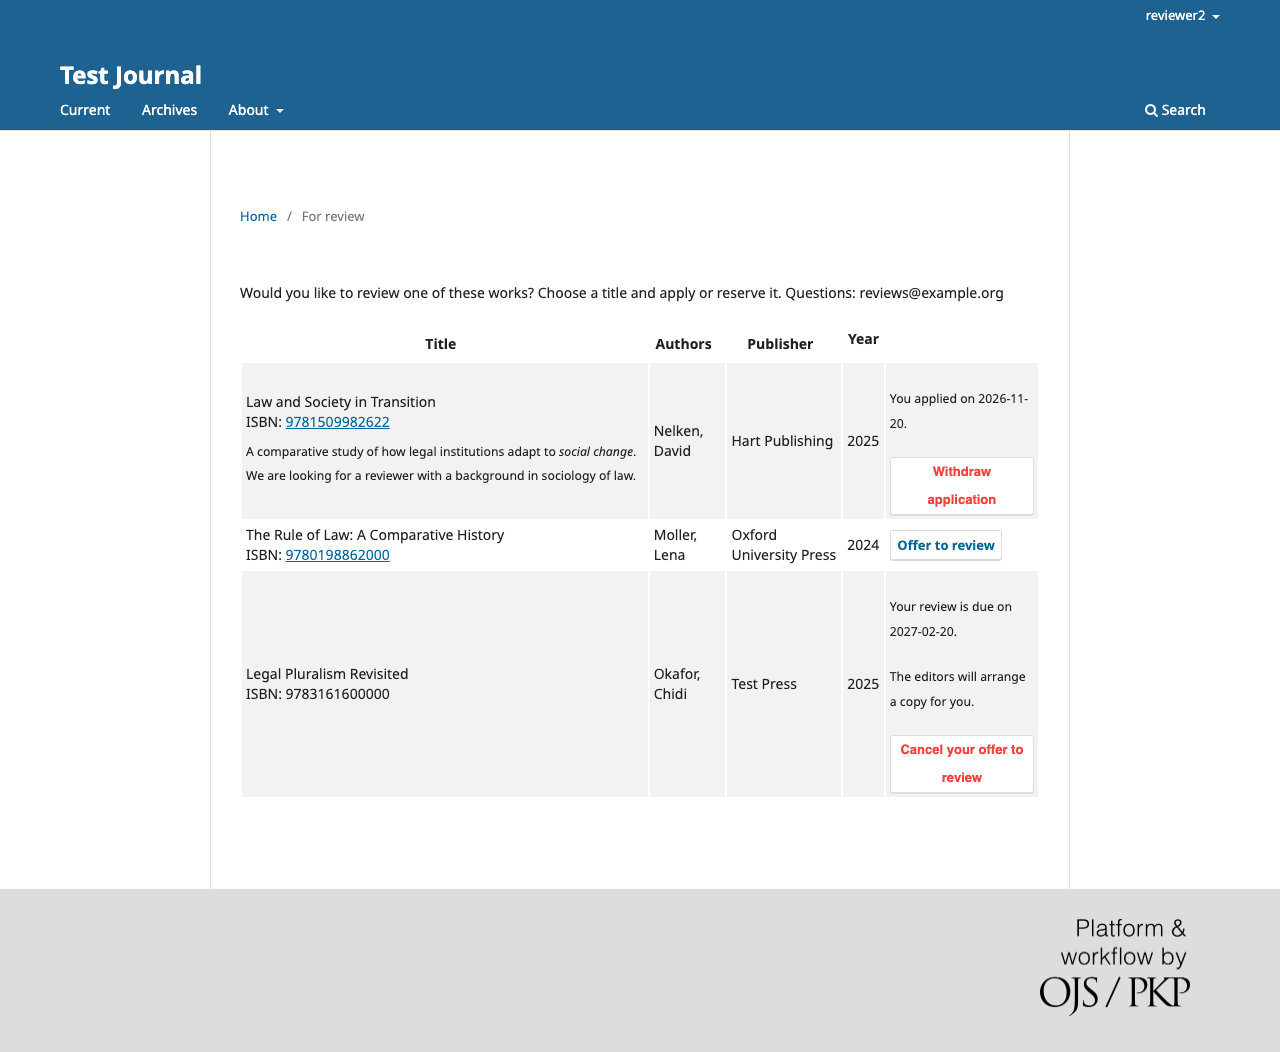 reviewer2
Test Journal
Current Archives About Search
Home / For review
Would you like to review one of these works? Choose a title and apply or reserve it. Questions: reviews@example.org
Title Authors Publisher Year
Law and Society in Transition
ISBN: 9781509982622
A comparative study of how legal institutions adapt to social change.
We are looking for a reviewer with a background in sociology of law.
Nelken,
David
Hart Publishing
2025
You applied on 2026-11-
20.
Withdraw
application
The Rule of Law: A Comparative History
ISBN: 9780198862000
Moller,
Lena
Oxford
University Press
2024
Offer to review
Legal Pluralism Revisited
ISBN: 9783161600000
Okafor,
Chidi
Test Press
2025
Your review is due on
2027-02-20.
The editors will arrange
a copy for you.
Cancel your offer to
review
Platform &
workflow by
OJS / PKP